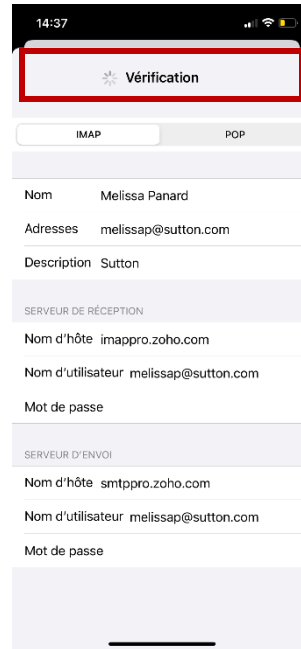 14:37
Vérification
IMAP POP
Nom Melissa Panard
Adresses melissap@sutton.com
Description Sutton
SERVEUR DE RÉCEPTION
Nom d'hôte imappro.zoho.com
Nom d'utilisateur melissap@sutton.com
Mot de passe
SERVEUR D'ENVOI
Nom d'hôte smtppro.zoho.com
Nom d'utilisateur melissap@sutton.com
Mot de passe